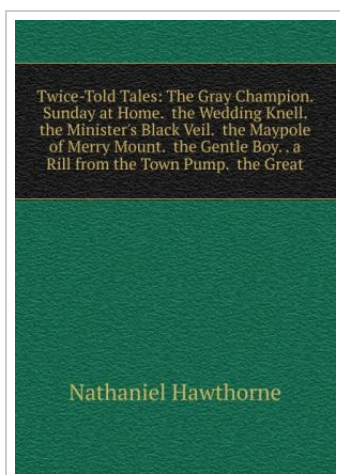 Twice-Told Tales: The Gray Champion.
Sunday at Home. the Wedding Knell.
the Minister's Black Veil. the Maypole
of Merry Mount. the Gentle Boy. . a
Rill from the Town Pump. the Great
Nathaniel Hawthorne